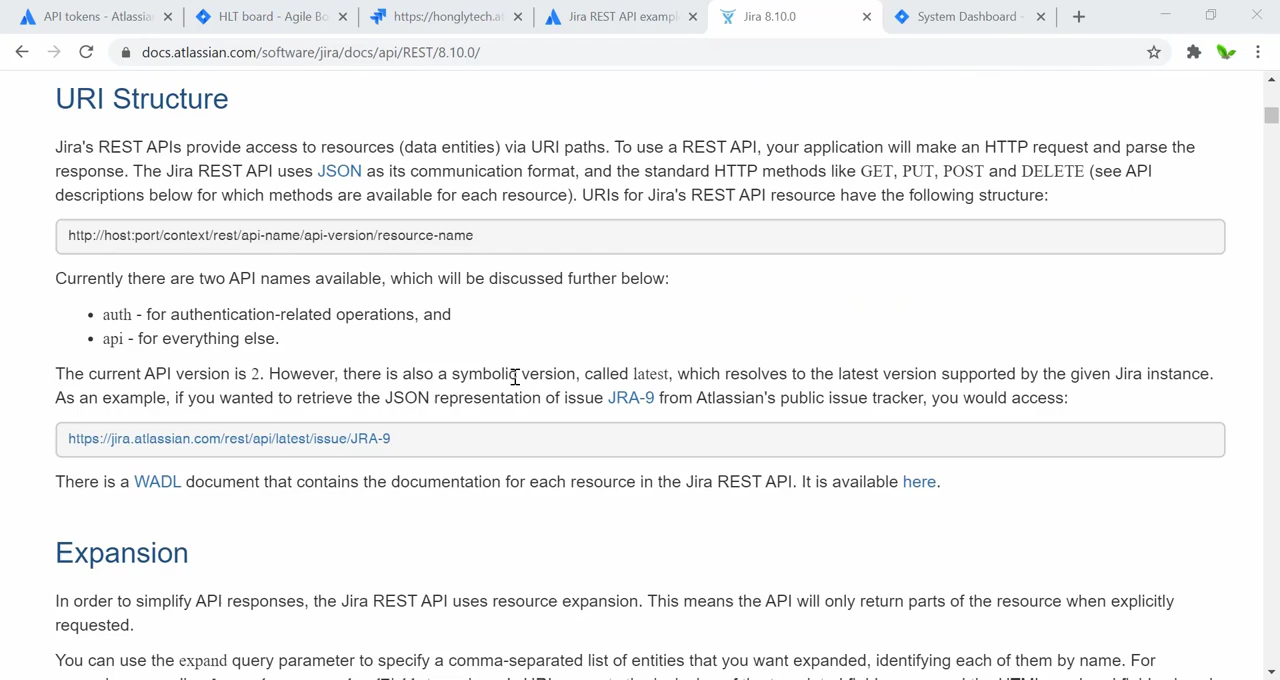 API tokens - Atlassia
HLT board - Agile Bo
https://honglytech.at
Jira REST API exampl
Jira 8.10.0
System Dashboard -
docs.atlassian.com/software/jira/docs/api/REST/8.10.0/
URI Structure
Jira's REST APIs provide access to resources (data entities) via URI paths. To use a REST API, your application will make an HTTP request and parse the
response. The Jira REST API uses JSON as its communication format, and the standard HTTP methods like GET, PUT, POST and DELETE (see API
descriptions below for which methods are available for each resource). URIs for Jira's REST API resource have the following structure:
http://host:port/context/rest/api-name/api-version/resource-name
Currently there are two API names available, which will be discussed further below:
• auth - for authentication-related operations, and
• api - for everything else.
The current API version is 2. However, there is also a symbolic version, called latest, which resolves to the latest version supported by the given Jira instance.
As an example, if you wanted to retrieve the JSON representation of issue JRA-9 from Atlassian's public issue tracker, you would access:
https://jira.atlassian.com/rest/api/latest/issue/JRA-9
There is a WADL document that contains the documentation for each resource in the Jira REST API. It is available here.
Expansion
In order to simplify API responses, the Jira REST API uses resource expansion. This means the API will only return parts of the resource when explicitly
requested.
You can use the expand query parameter to specify a comma-separated list of entities that you want expanded, identifying each of them by name. For